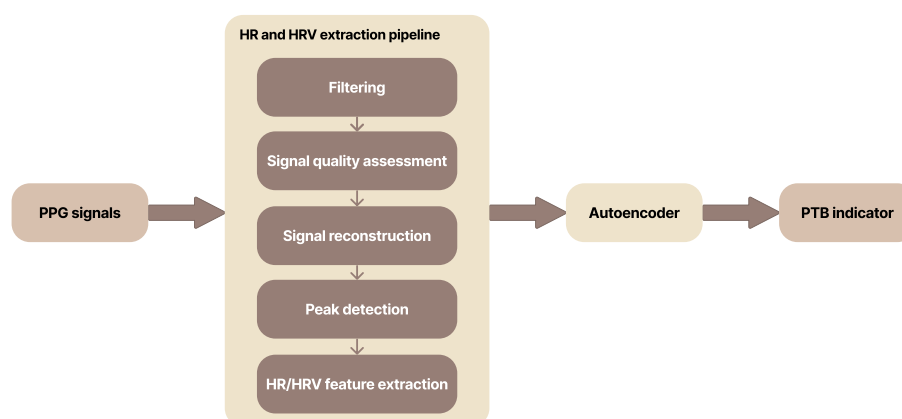 HR and HRV extraction pipeline
Filtering
Signal quality assessment
PPG signals
Signal reconstruction
Autoencoder
PTB indicator
Peak detection
HR/HRV feature extraction